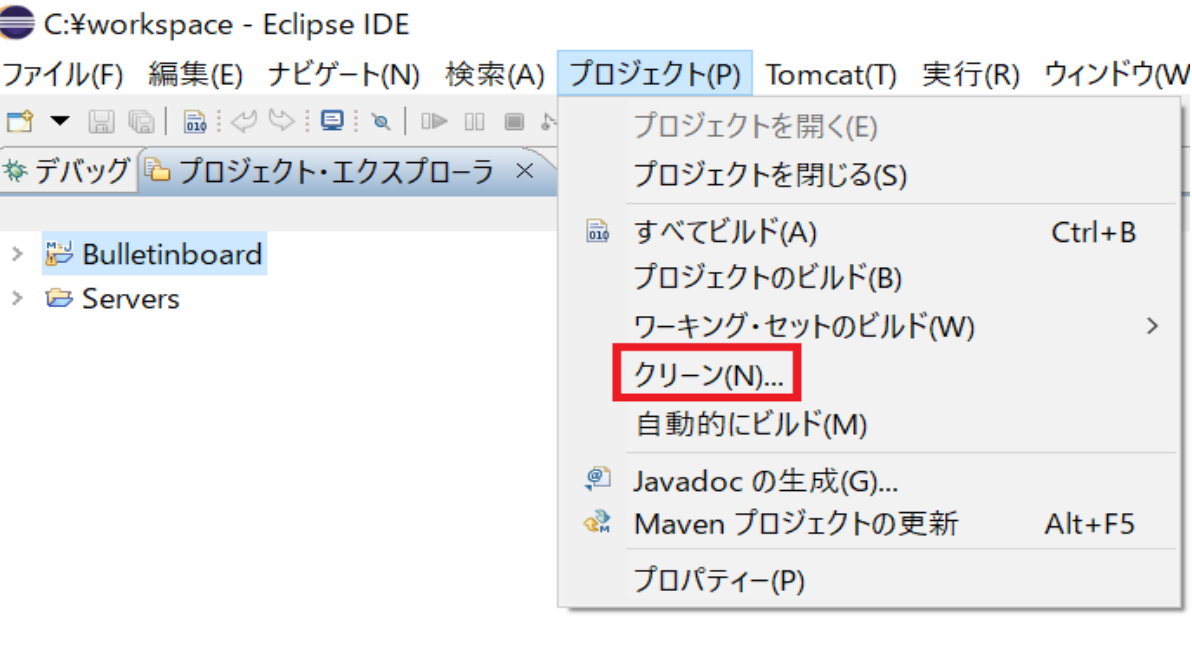 C:¥workspace - Eclipse IDE
ファイル(F) 編集(E) ナビゲート(N) 検索(A) プロジェクト(P) Tomcat(T) 実行(R) ウィンドウ(W
デバッグ プロジェクト・エクスプローラ ×
Bulletinboard
Servers
プロジェクトを開く(E)
プロジェクトを閉じる(S)
すべてビルド(A) Ctrl+B
プロジェクトのビルド(B)
ワーキング・セットのビルド(W)
クリーン(N)...
自動的にビルド(M)
Javadoc の生成(G)...
Maven プロジェクトの更新 Alt+F5
プロパティー(P)